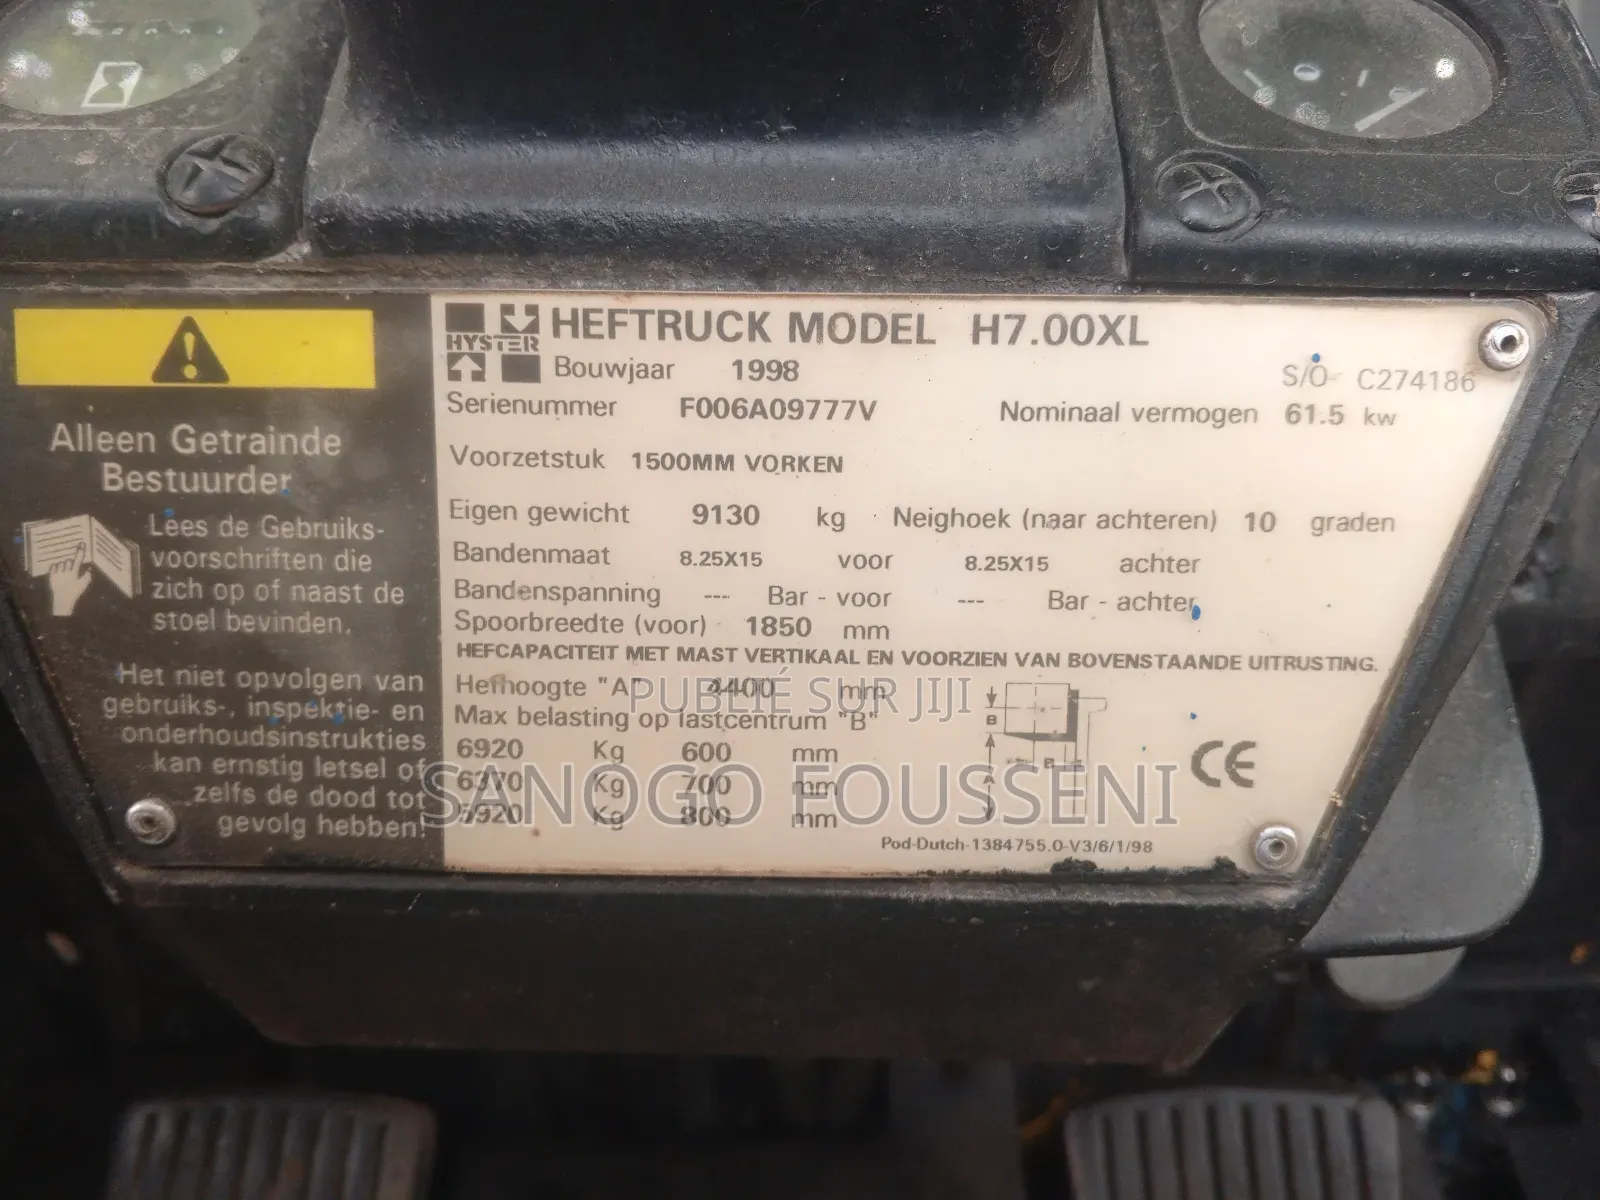 Alleen Getrainde
Bestuurder
Lees de Gebruiks-
voorschriften die
zich op of naast de
stoel bevinden.
Het niet opvolgen van
gebruiks-, inspektie- en
onderhoudsinstrukties
kan ernstig letsel of
zelfs de dood tot
gevolg hebben!
HYSTER
HEFTRUCK MODEL H7.00XL
Bouwjaar 1998
S/O C274186
Serienummer F006A09777V Nominaal vermogen 61.5 kw
Voorzetstuk 1500MM VORKEN
Eigen gewicht 9130 kg Neighoek (naar achteren) 10 graden
Bandenmaat 8.25X15 voor 8.25X15 achter
Bandenspanning --- Bar - voor --- Bar - achter
Spoorbreedte (voor) 1850 mm
HEFCAPACITEIT MET MAST VERTIKAAL EN VOORZIEN VAN BOVENSTAANDE UITRUSTING.
Hefhoogte "A" 4400 mm
Max belasting op lastcentrum "B"
6920 Kg 600 mm
6370 Kg 700 mm
5920 Kg 800 mm
B
B
A
CE
Pod-Dutch-1384755.0-V3/6/1/98
PUBLIÉ SUR JIJI
SANOGO FOUSSENI